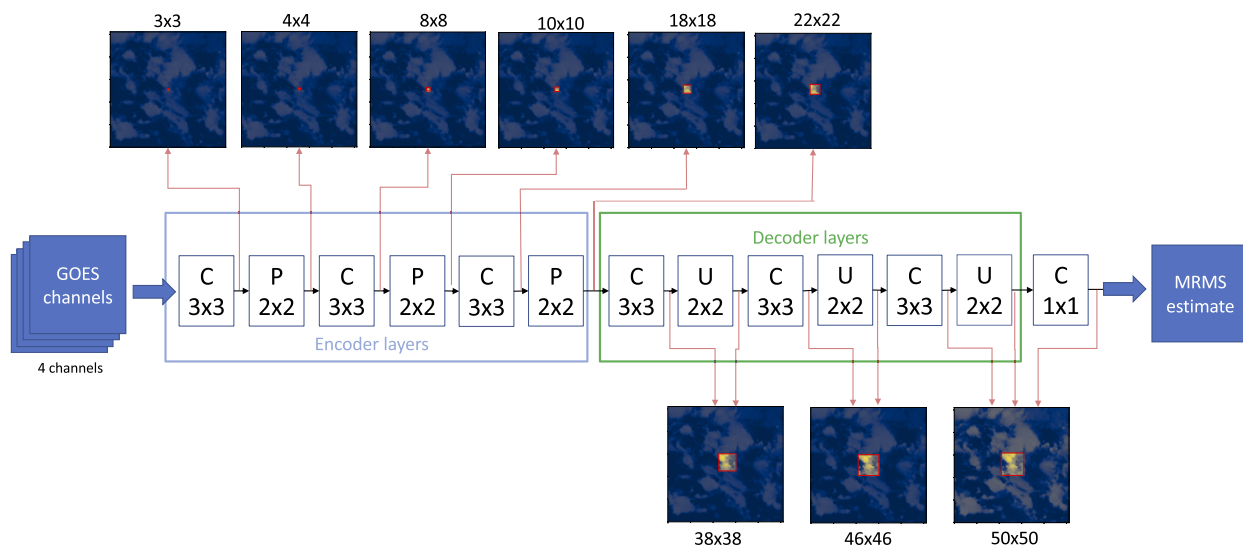 3x3
4x4
8x8
10x10
18x18
22x22
GOES
channels
4 channels
Encoder layers
C
3x3
P
2x2
C
3x3
P
2x2
C
3x3
P
2x2
Decoder layers
C
3x3
U
2x2
C
3x3
U
2x2
C
3x3
U
2x2
C
1x1
MRMS
estimate
38x38
46x46
50x50